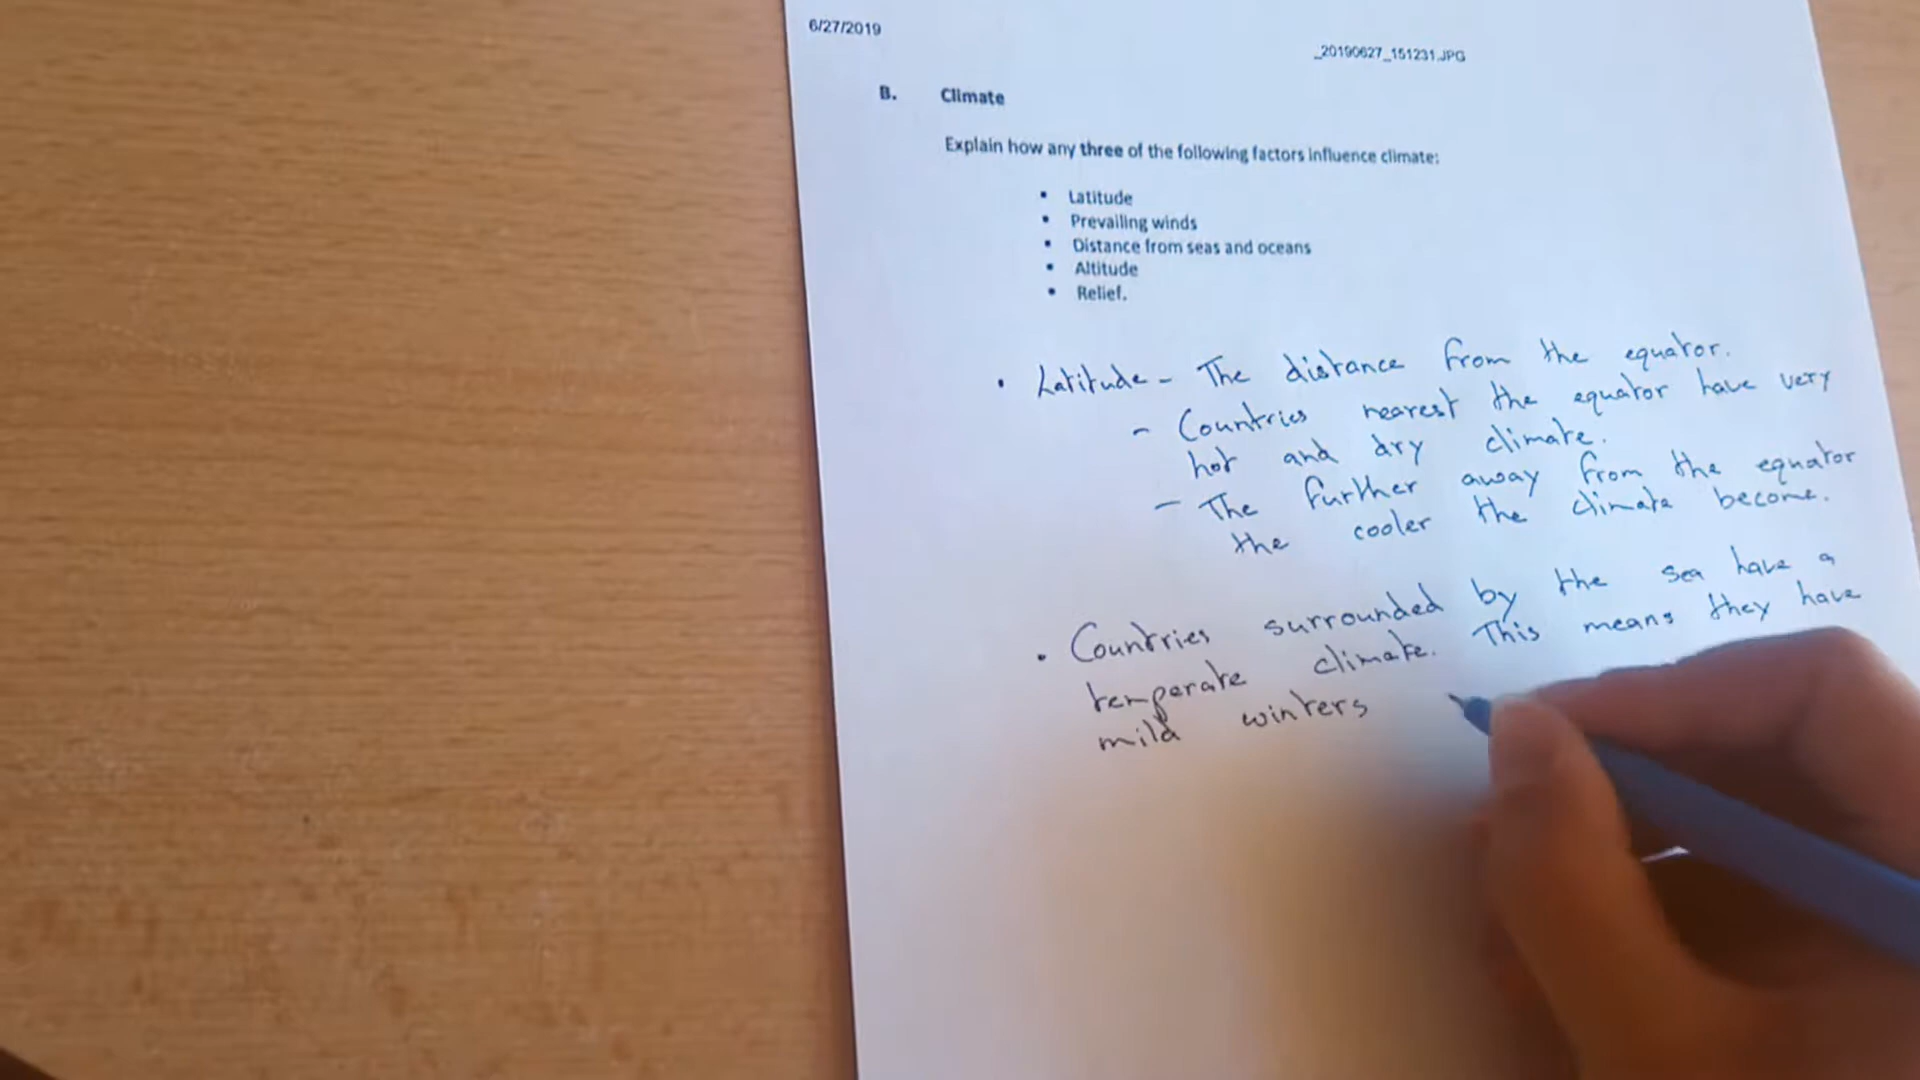 6/27/2019
_20190627_151231.JPG
B. Climate
Explain how any three of the following factors influence climate:
• Latitude
• Prevailing winds
• Distance from seas and oceans
• Altitude
• Relief.
• Latitude - The distance from the equator.
- Countries nearest the equator have very
hot and dry climate.
- The further away from the equator
the cooler the climate become.
• Countries surrounded by the sea have a
temperate climate. This means they have
mild winters